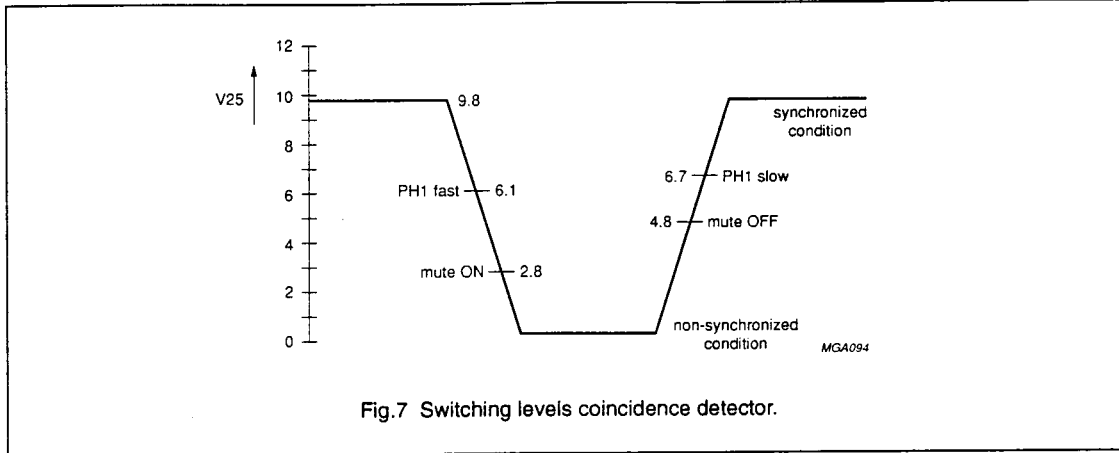 12
V25
10
9.8
synchronized
condition
8
6.7
PH1 slow
PH1 fast
6.1
6
4.8
mute OFF
4
mute ON
2.8
2
non-synchronized
condition
0
MGA094
Fig.7 Switching levels coincidence detector.